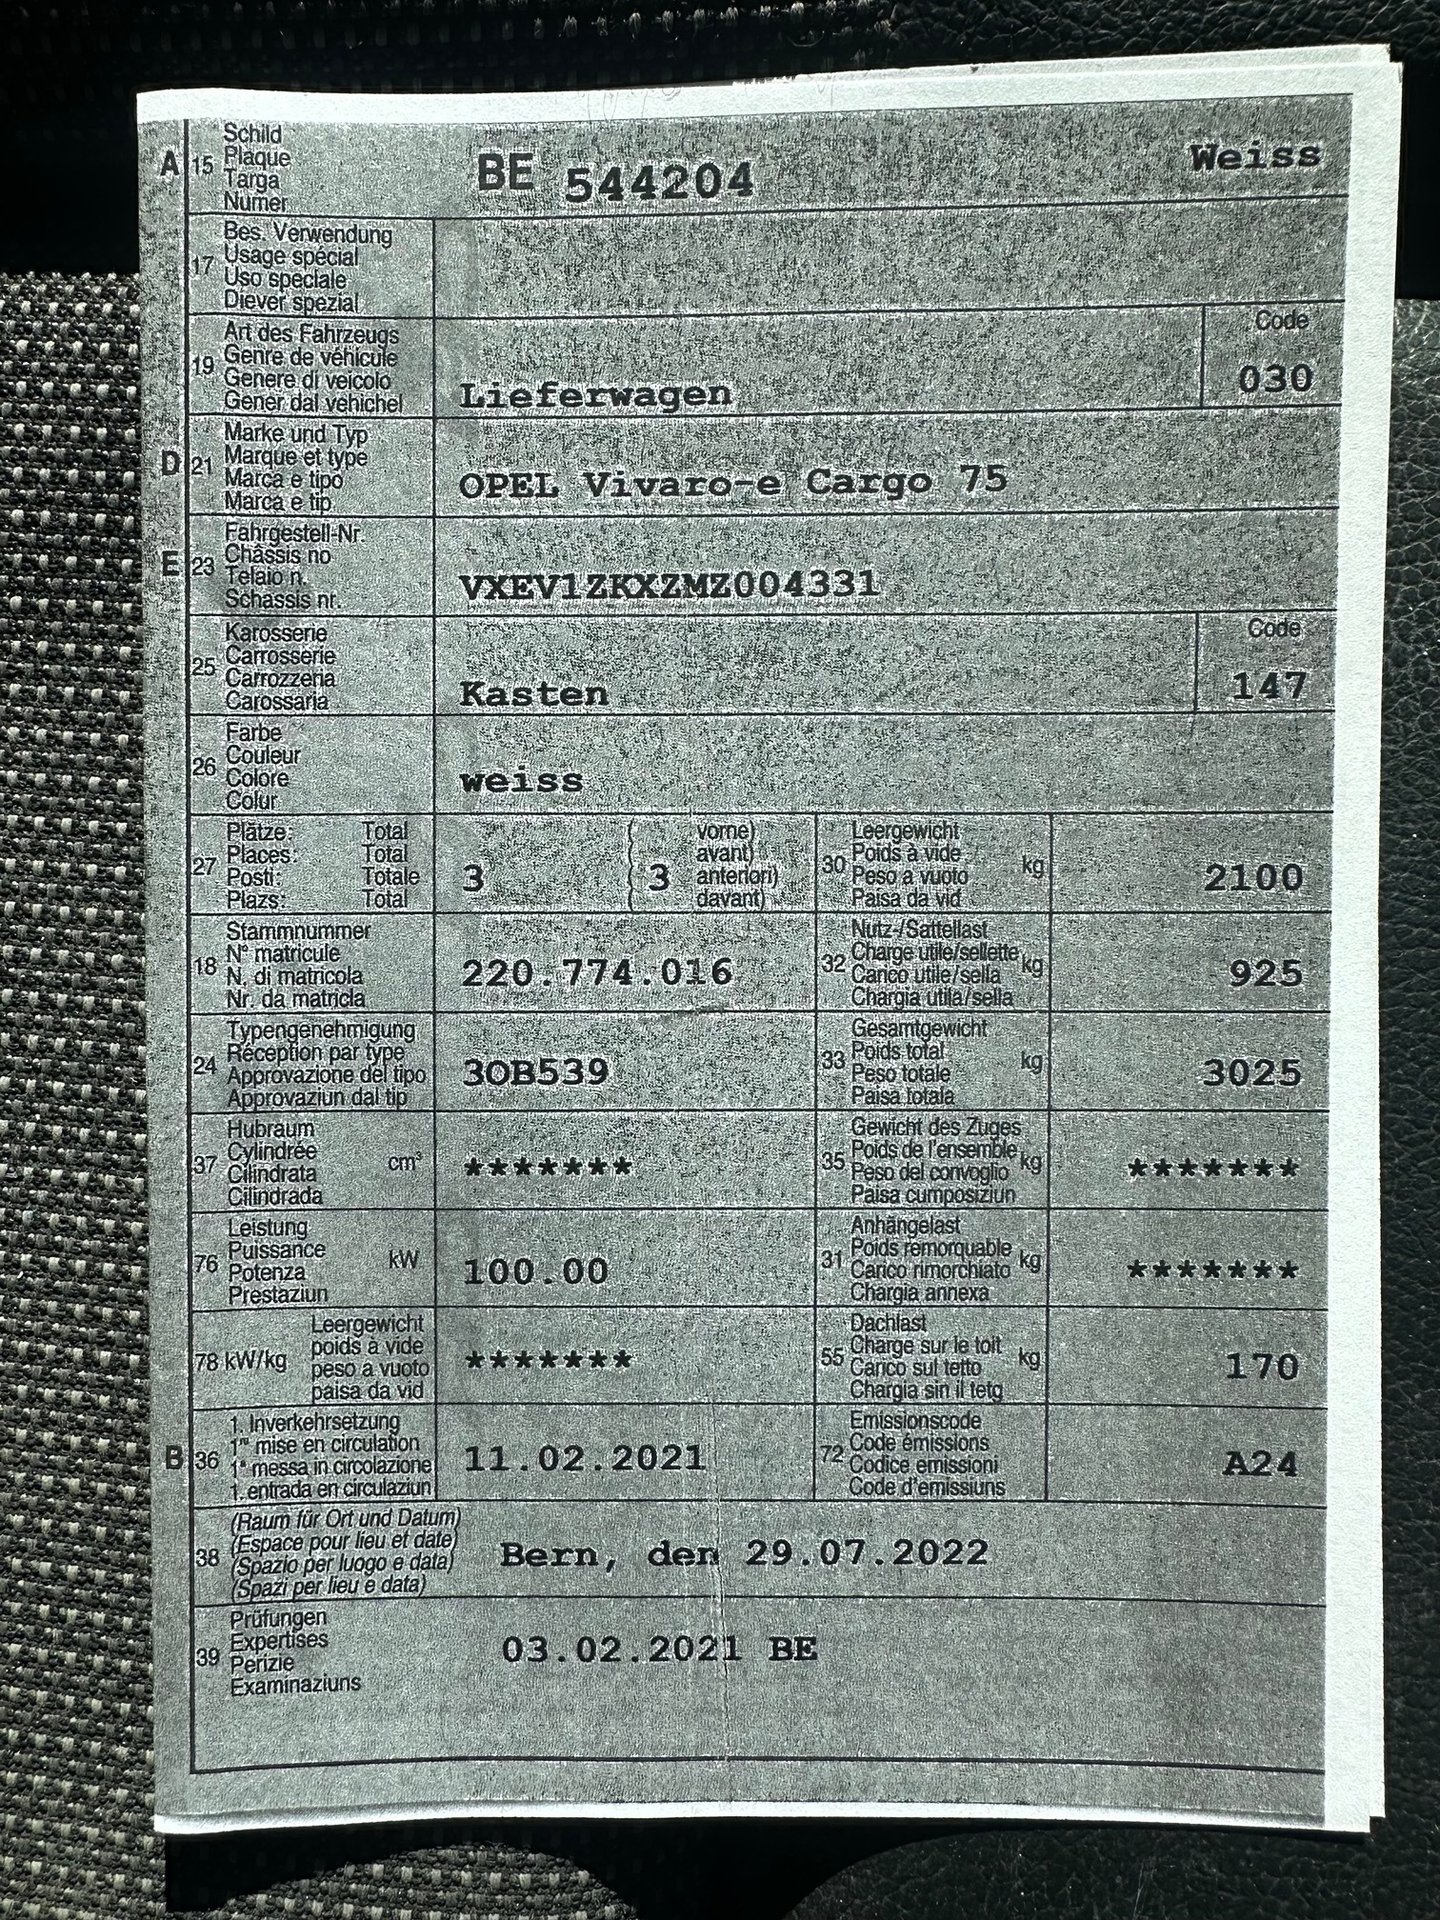 A 15 Schild
Plaque
Targa
Numer
BE 544204 Weiss
17 Bes. Verwendung
Usage spécial
Uso speciale
Diever spezial
19 Art des Fahrzeugs
Genre de véhicule
Genere di veicolo
Gener dal vehichel
Lieferwagen
Code
030
D 21 Marke und Typ
Marque et type
Marca e tipo
Marca e tip
OPEL Vivaro-e Cargo 75
E 23 Fahrgestell-Nr.
Châssis no
Telaio n.
Schassis nr.
VXEV1ZKXZMZ004331
25 Karosserie
Carrosserie
Carrozzeria
Carossaria
Kasten
Code
147
26 Farbe
Couleur
Colore
Colur
weiss
27 Plätze: Total
Places: Total
Posti: Totale
Plazs: Total
3 ( 3 vorne)
avant)
anteriori)
davant)
30 Leergewicht
Poids à vide
Peso a vuoto
Paisa da vid
kg
2100
18 Stammnummer
N° matricule
N. di matricola
Nr. da matricla
220.774.016
32 Nutz-/Sattellast
Charge utile/sellette
Carico utile/sella
Chargia utila/sella
kg
925
24 Typengenehmigung
Réception par type
Approvazione del tipo
Approvaziun dal tip
3OB539
33 Gesamtgewicht
Poids total
Peso totale
Paisa totala
kg
3025
37 Hubraum
Cylindrée
Cilindrata
Cilindrada
cm³
*******
35 Gewicht des Zuges
Poids de l'ensemble
Peso del convoglio
Paisa cumposiziun
kg
*******
76 Leistung
Puissance
Potenza
Prestaziun
kW
100.00
31 Anhängelast
Poids remorquable
Carico rimorchiato
Chargia annexa
kg
*******
78 kW/kg Leergewicht
poids à vide
peso a vuoto
paisa da vid
*******
55 Dachlast
Charge sur le toit
Carico sul tetto
Chargia sin il tetg
kg
170
B 36 1. Inverkehrsetzung
1re mise en circulation
1a messa in circolazione
1. entrada en circulaziun
11.02.2021
72 Emissionscode
Code émissions
Codice emissioni
Code d'emissiuns
A24
38 (Raum für Ort und Datum)
(Espace pour lieu et date)
(Spazio per luogo e data)
(Spazi per lieu e data)
Bern, den 29.07.2022
39 Prüfungen
Expertises
Perizie
Examinaziuns
03.02.2021 BE